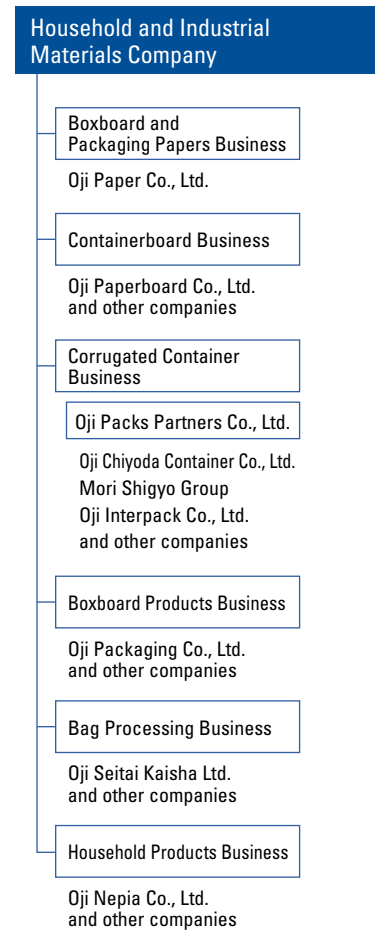 Household and Industrial
Materials Company
Boxboard and
Packaging Papers Business
Oji Paper Co., Ltd.
Containerboard Business
Oji Paperboard Co., Ltd.
and other companies
Corrugated Container
Business
Oji Packs Partners Co., Ltd.
Oji Chiyoda Container Co., Ltd.
Mori Shigyo Group
Oji Interpack Co., Ltd.
and other companies
Boxboard Products Business
Oji Packaging Co., Ltd.
and other companies
Bag Processing Business
Oji Seitai Kaisha Ltd.
and other companies
Household Products Business
Oji Nepia Co., Ltd.
and other companies